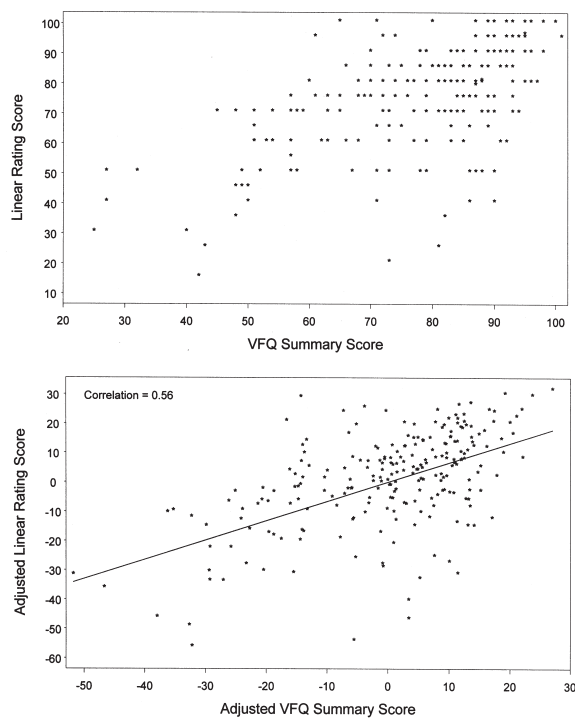 100
90
80
70
60
50
40
30
20
10
Linear Rating Score
20 30 40 50 60 70 80 90 100
VFQ Summary Score
Correlation = 0.56
30
20
10
0
-10
-20
-30
-40
-50
-60
Adjusted Linear Rating Score
-50 -40 -30 -20 -10 0 10 20 30
Adjusted VFQ Summary Score